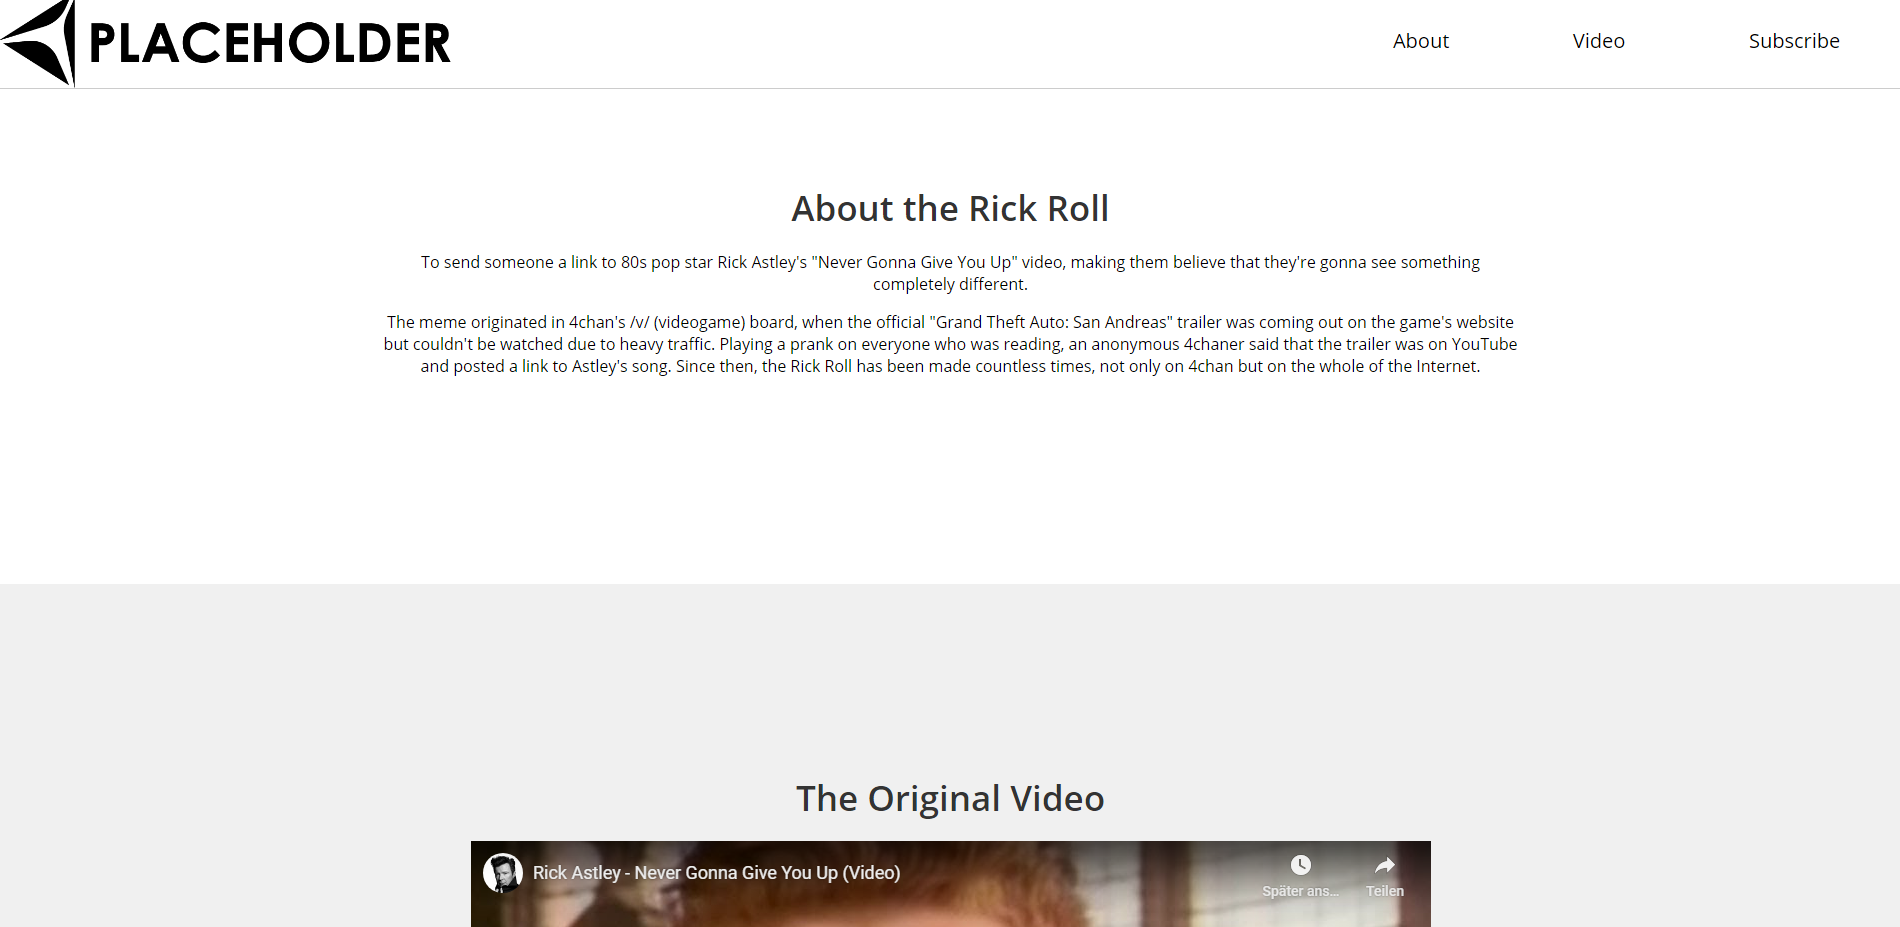 PLACEHOLDER
About
Video
Subscribe
About the Rick Roll
To send someone a link to 80s pop star Rick Astley's "Never Gonna Give You Up" video, making them believe that they're gonna see something
completely different.
The meme originated in 4chan's /v/ (videogame) board, when the official "Grand Theft Auto: San Andreas" trailer was coming out on the game's website
but couldn't be watched due to heavy traffic. Playing a prank on everyone who was reading, an anonymous 4chaner said that the trailer was on YouTube
and posted a link to Astley's song. Since then, the Rick Roll has been made countless times, not only on 4chan but on the whole of the Internet.
The Original Video
Rick Astley - Never Gonna Give You Up (Video)
Später ans...
Teilen